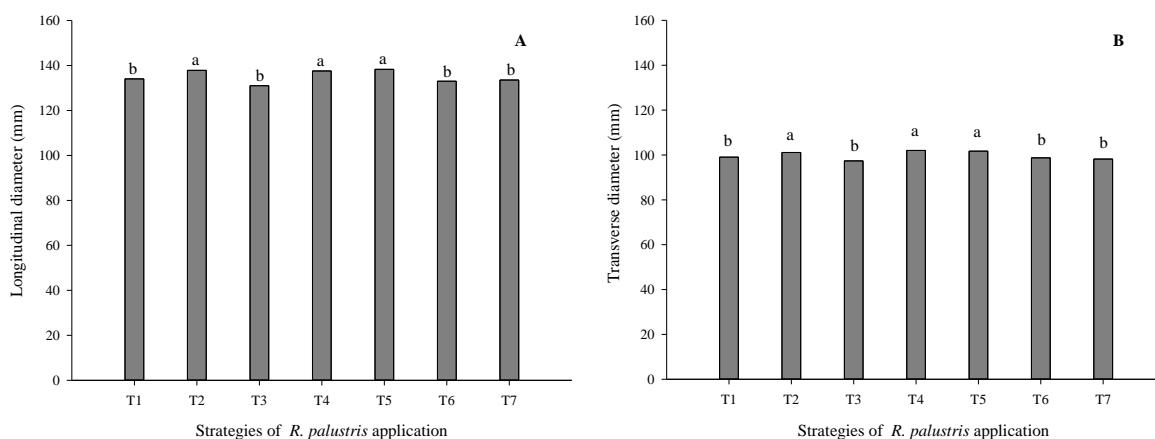 A
Longitudinal diameter (mm)
160
140
120
100
80
60
40
20
0
b a b a a b b
T1 T2 T3 T4 T5 T6 T7
Strategies of R. palustris application
B
Transverse diameter (mm)
160
140
120
100
80
60
40
20
0
b a b a a b b
T1 T2 T3 T4 T5 T6 T7
Strategies of R. palustris application